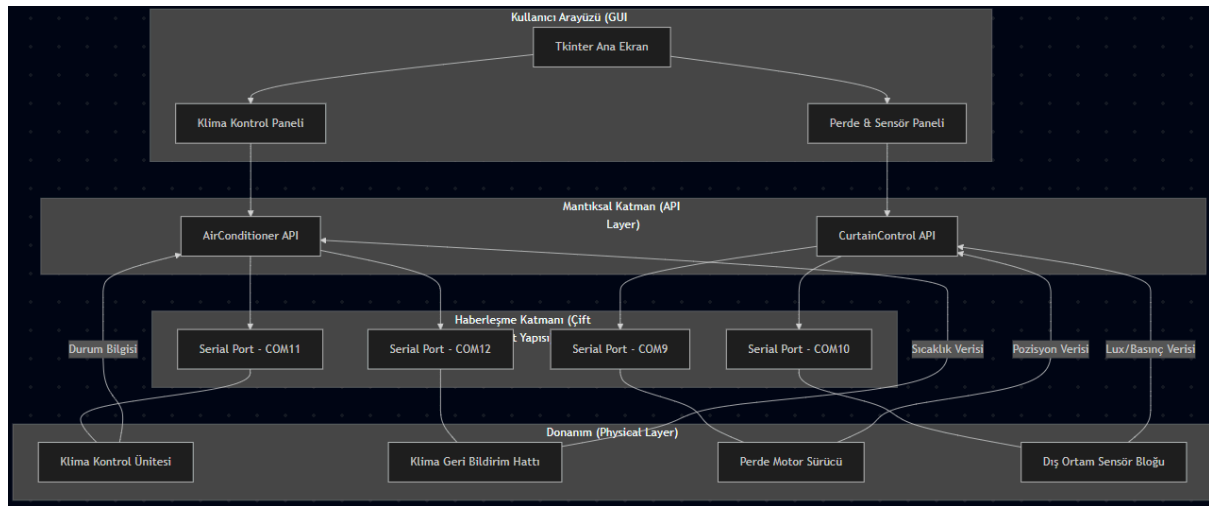 Kullanıcı Arayüzü (GUI
Tkinter Ana Ekran
Klima Kontrol Paneli
Perde & Sensör Paneli
Mantıksal Katman (API
Layer)
AirConditioner API
CurtainControl API
Haberleşme Katmanı (Çift
t Yapısı
Serial Port - COM11
Serial Port - COM12
Serial Port - COM9
Serial Port - COM10
Durum Bilgisi
Sıcaklık Verisi
Pozisyon Verisi
Lux/Basınç Verisi
Donanım (Physical Layer)
Klima Kontrol Ünitesi
Klima Geri Bildirim Hattı
Perde Motor Sürücü
Dış Ortam Sensör Bloğu